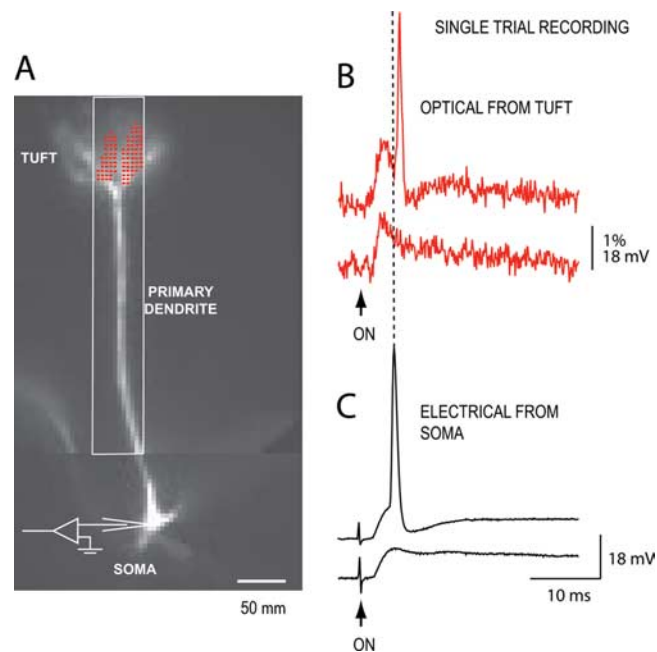 A
TUFT
PRIMARY
DENDRITE
SOMA
50 mm
SINGLE TRIAL RECORDING
B
OPTICAL FROM TUFT
1%
18 mV
ON
C
ELECTRICAL FROM
SOMA
18 mV
10 ms
ON